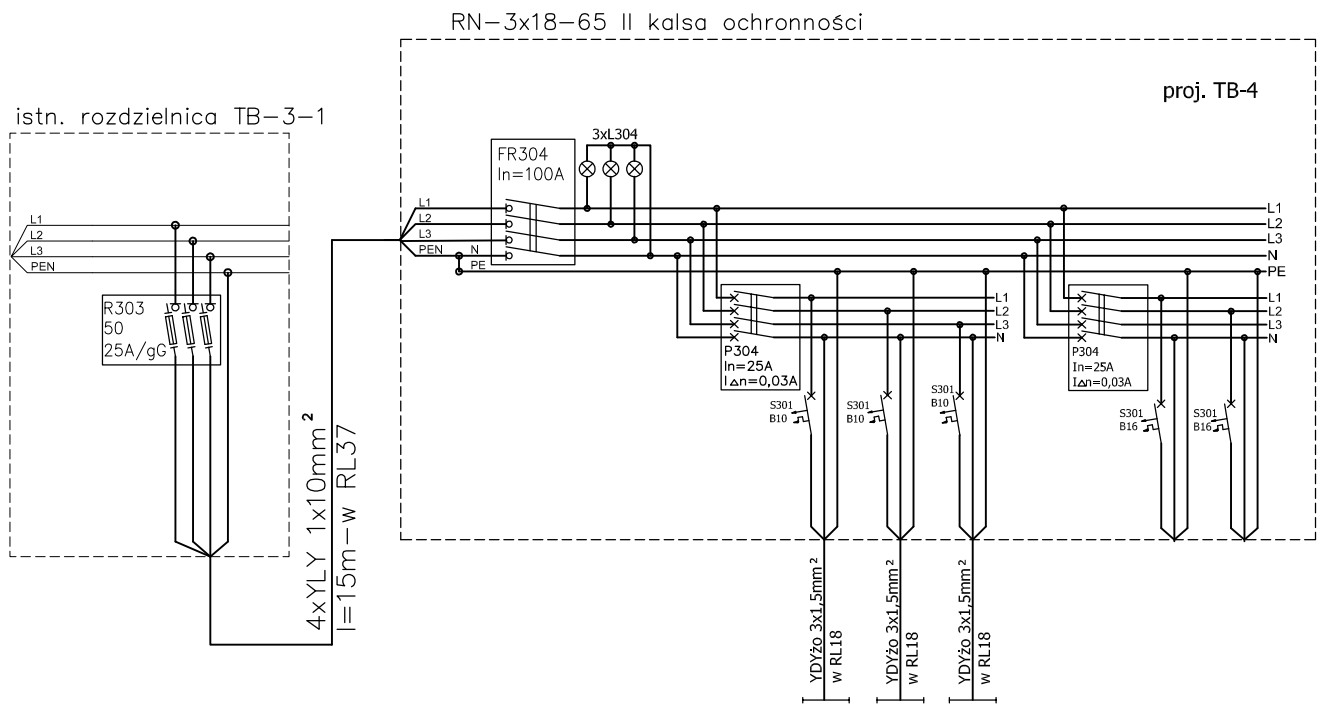 RN-3x18-65 II kalsa ochronności
proj. TB-4
istn. rozdzielnica TB-3-1
L1
L2
L3
PEN
R303
50
25A/gG
4xYLY 1x10mm²
l=15m-w RL37
L1
L2
L3
PEN
N
PE
FR304
In=100A
3xL304
L1
L2
L3
N
PE
P304
In=25A
I∆n=0,03A
L1
L2
L3
N
P304
In=25A
I∆n=0,03A
L1
L2
L3
N
S301
B10
S301
B10
S301
B10
S301
B16
S301
B16
YDYżo 3x1,5mm²
w RL18
YDYżo 3x1,5mm²
w RL18
YDYżo 3x1,5mm²
w RL18